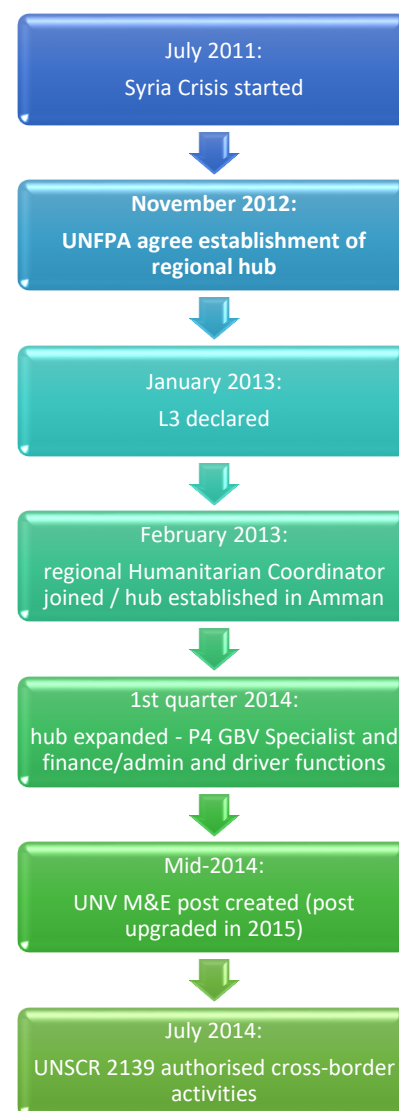 July 2011:
Syria Crisis started
November 2012:
UNFPA agree establishment of
regional hub
January 2013:
L3 declared
February 2013:
regional Humanitarian Coordinator
joined / hub established in Amman
1st quarter 2014:
hub expanded - P4 GBV Specialist and
finance/admin and driver functions
Mid-2014:
UNV M&E post created (post
upgraded in 2015)
July 2014:
UNSCR 2139 authorised cross-border
activities